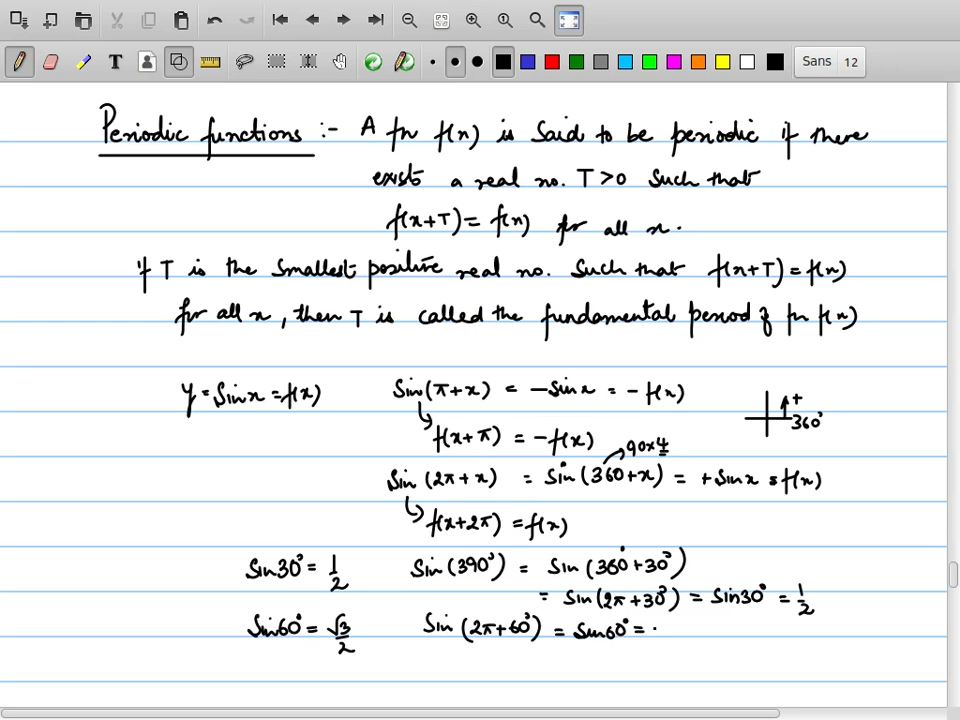 Sans 12
Periodic functions :- A fn f(x) is said to be periodic if there
exists a real no. T>0 such that
f(x+T) = f(x) for all x.
if T is the smallest positive real no. such that f(x+T) = f(x)
for all x, then T is called the fundamental period of fn f(x)
y = Sin x = f(x) Sin(π+x) = -Sin x = -f(x)
+
360°
f(x+π) = -f(x)
90×4
Sin (2π+x) = Sin (360°+x) = +Sin x = f(x)
f(x+2π) = f(x)
Sin30° = 1/2 Sin(390°) = Sin (360°+30°)
= Sin (2π+30°) = Sin30° = 1/2
Sin60° = √3/2 Sin (2π+60°) = Sin60° =